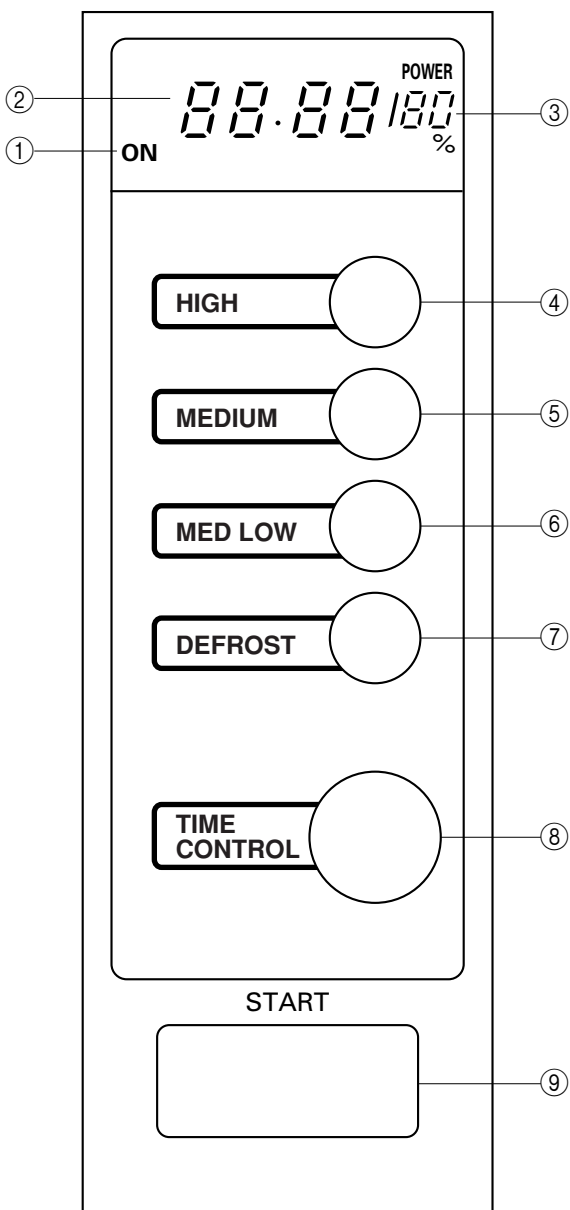 POWER
② 88.88 180 ③
① ON %
HIGH ④
MEDIUM ⑤
MED LOW ⑥
DEFROST ⑦
TIME
CONTROL ⑧
START
⑨